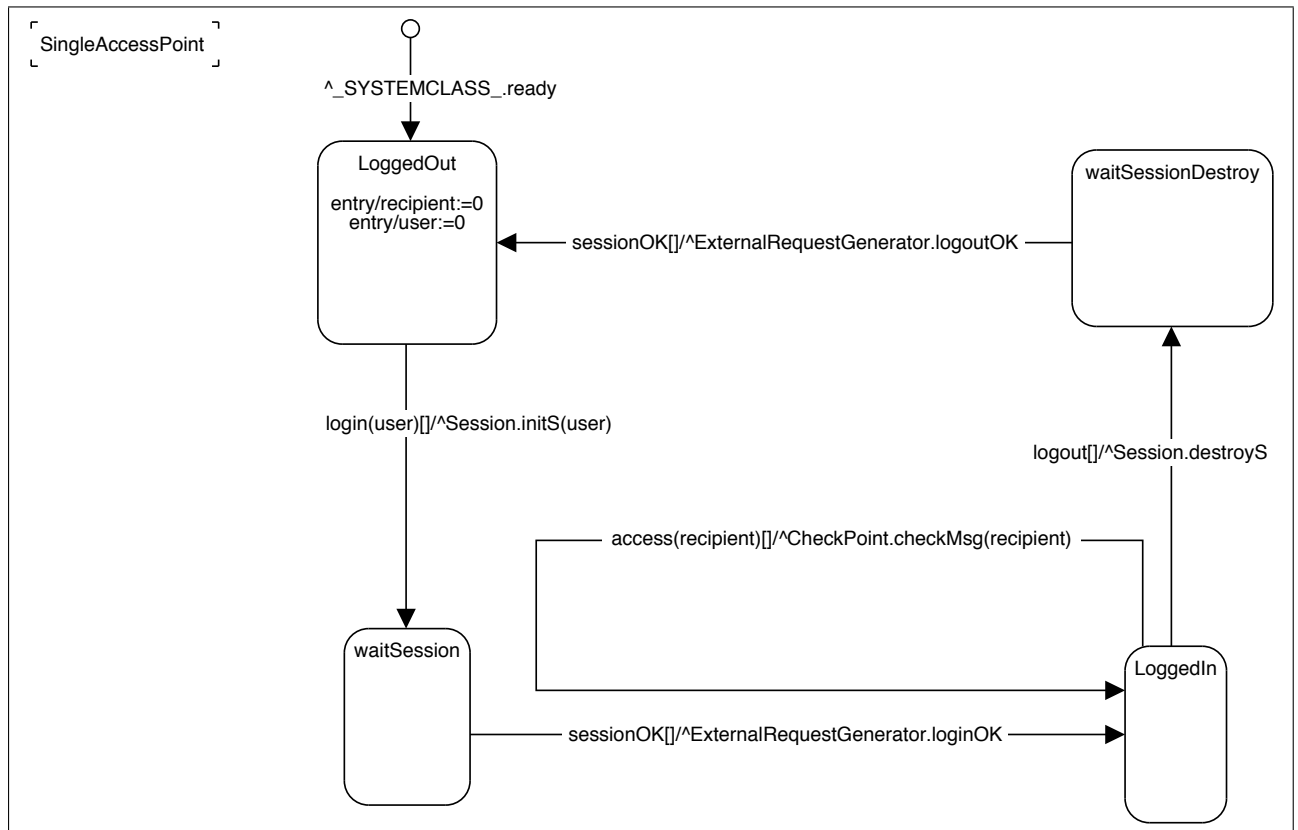 SingleAccessPoint
^_SYSTEMCLASS_.ready
LoggedOut
entry/recipient:=0
entry/user:=0
waitSessionDestroy
sessionOK[]/^ExternalRequestGenerator.logoutOK
login(user)[]/^Session.initS(user)
logout[]/^Session.destroyS
access(recipient)[]/^CheckPoint.checkMsg(recipient)
waitSession
LoggedIn
sessionOK[]/^ExternalRequestGenerator.loginOK